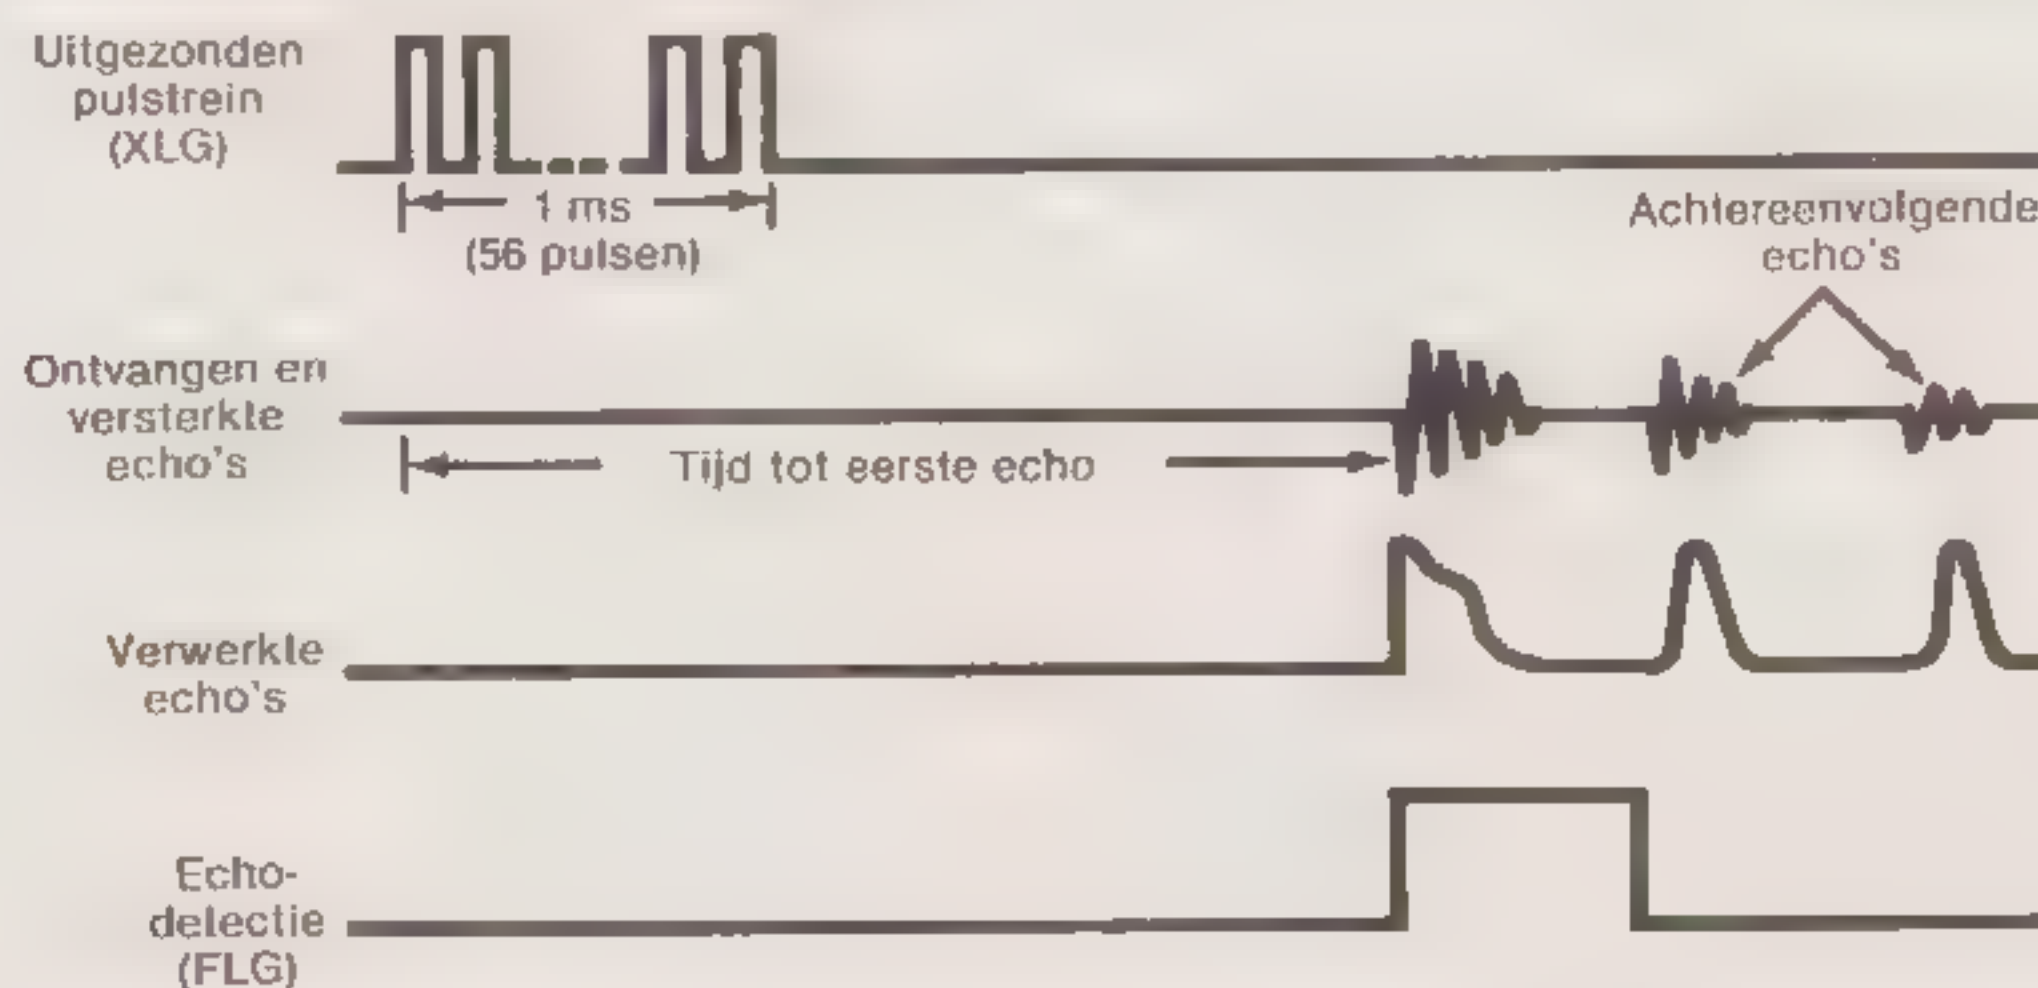 Uitgezonden
pulstrein
(XLG)
1 ms
(56 pulsen)
Achtereenvolgende
echo's
Ontvangen en
versterkte
echo's
Tijd tot eerste echo
Verwerkte
echo's
Echo-
detectie
(FLG)